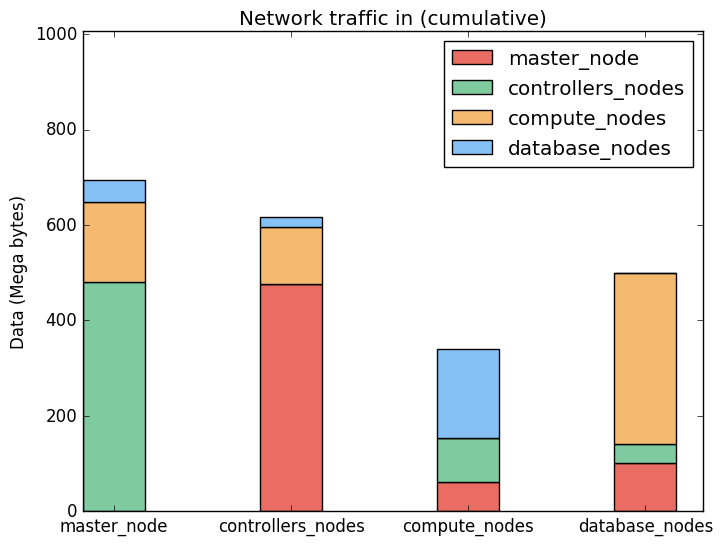 Network traffic in (cumulative)
1000
800
600
400
200
0
Data (Mega bytes)
master_node
controllers_nodes
compute_nodes
database_nodes
master_node
controllers_nodes
compute_nodes
database_nodes